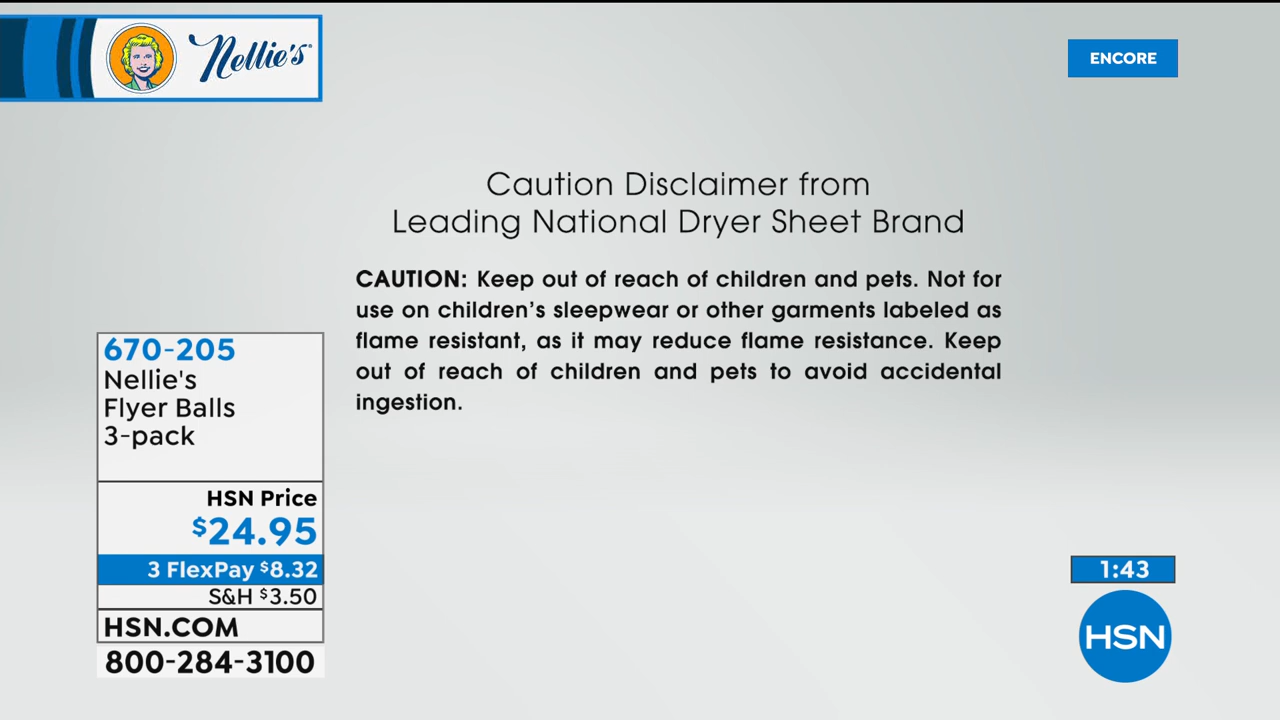 Nellie's
ENCORE
Caution Disclaimer from
Leading National Dryer Sheet Brand
CAUTION: Keep out of reach of children and pets. Not for
use on children's sleepwear or other garments labeled as
flame resistant, as it may reduce flame resistance. Keep
out of reach of children and pets to avoid accidental
ingestion.
670-205
Nellie's
Flyer Balls
3-pack
HSN Price
$24.95
3 FlexPay $8.32
S&H $3.50
HSN.COM
800-284-3100
1:43
HSN